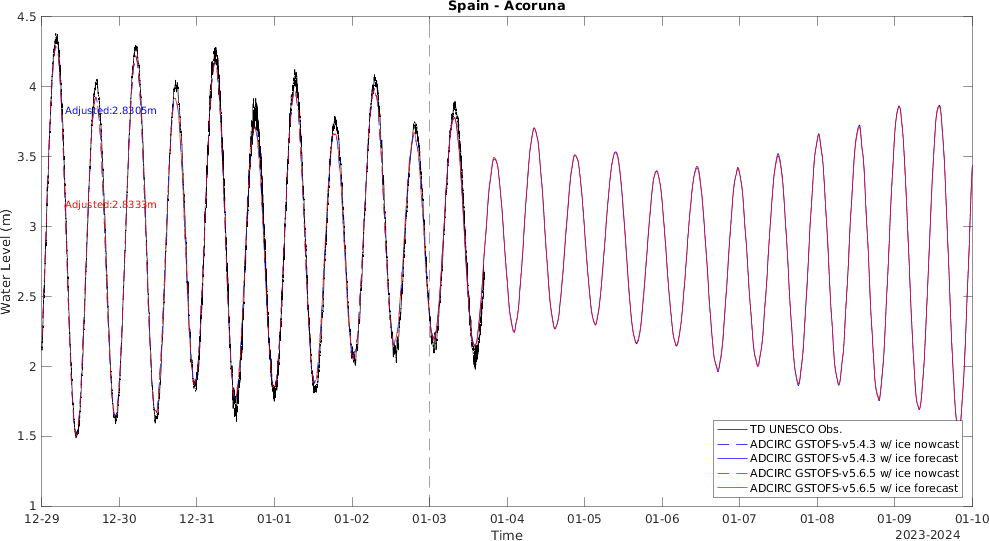 Spain - Acoruna
4.5
4
3.5
3
2.5
2
1.5
1
Water Level (m)
Adjusted:2.8305m
Adjusted:2.8333m
TD UNESCO Obs.
ADCIRC GSTOFS-v5.4.3 w/ ice nowcast
ADCIRC GSTOFS-v5.4.3 w/ ice forecast
ADCIRC GSTOFS-v5.6.5 w/ ice nowcast
ADCIRC GSTOFS-v5.6.5 w/ ice forecast
12-29 12-30 12-31 01-01 01-02 01-03 01-04 01-05 01-06 01-07 01-08 01-09 01-10
Time
2023-2024